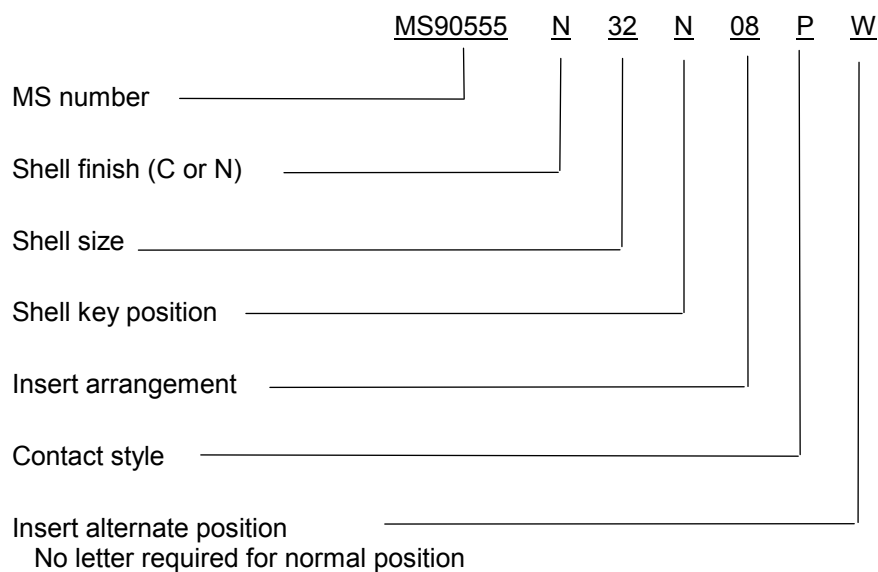 MS90555 N 32 N 08 P W
MS number
Shell finish (C or N)
Shell size
Shell key position
Insert arrangement
Contact style
Insert alternate position
No letter required for normal position